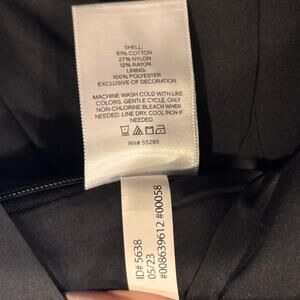 SHELL:
61% COTTON
27% NYLON
12% RAYON
LINING:
100% POLYESTER
EXCLUSIVE OF DECORATION
MACHINE WASH COLD WITH LIKE
COLORS, GENTLE CYCLE. ONLY
NON-CHLORINE BLEACH WHEN
NEEDED. LINE DRY, COOL IRON IF
NEEDED.
RN# 55285
ID# 5638
05/23
#008639612 #00058